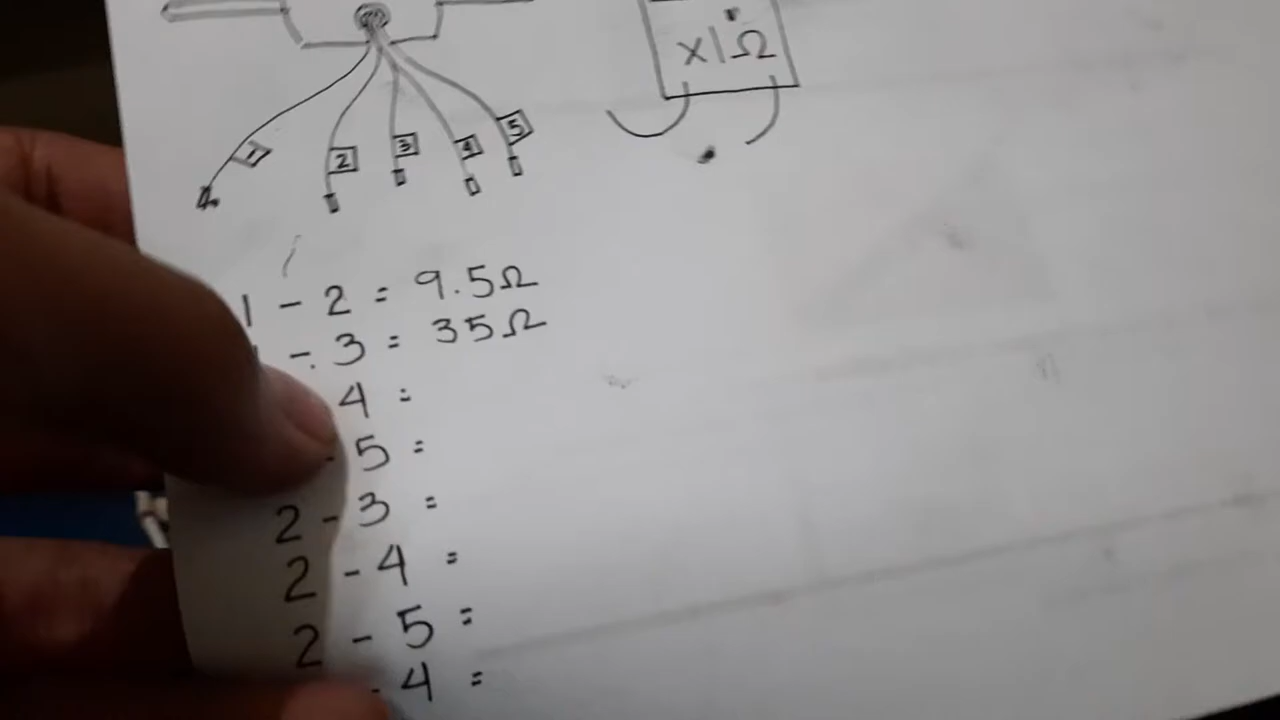 x1Ω
1
2
3
4
5
1 - 2 = 9.5Ω
- 3 = 35Ω
4 =
- 5 =
2 - 3 =
2 - 4 =
2 - 5 =
- 4 =